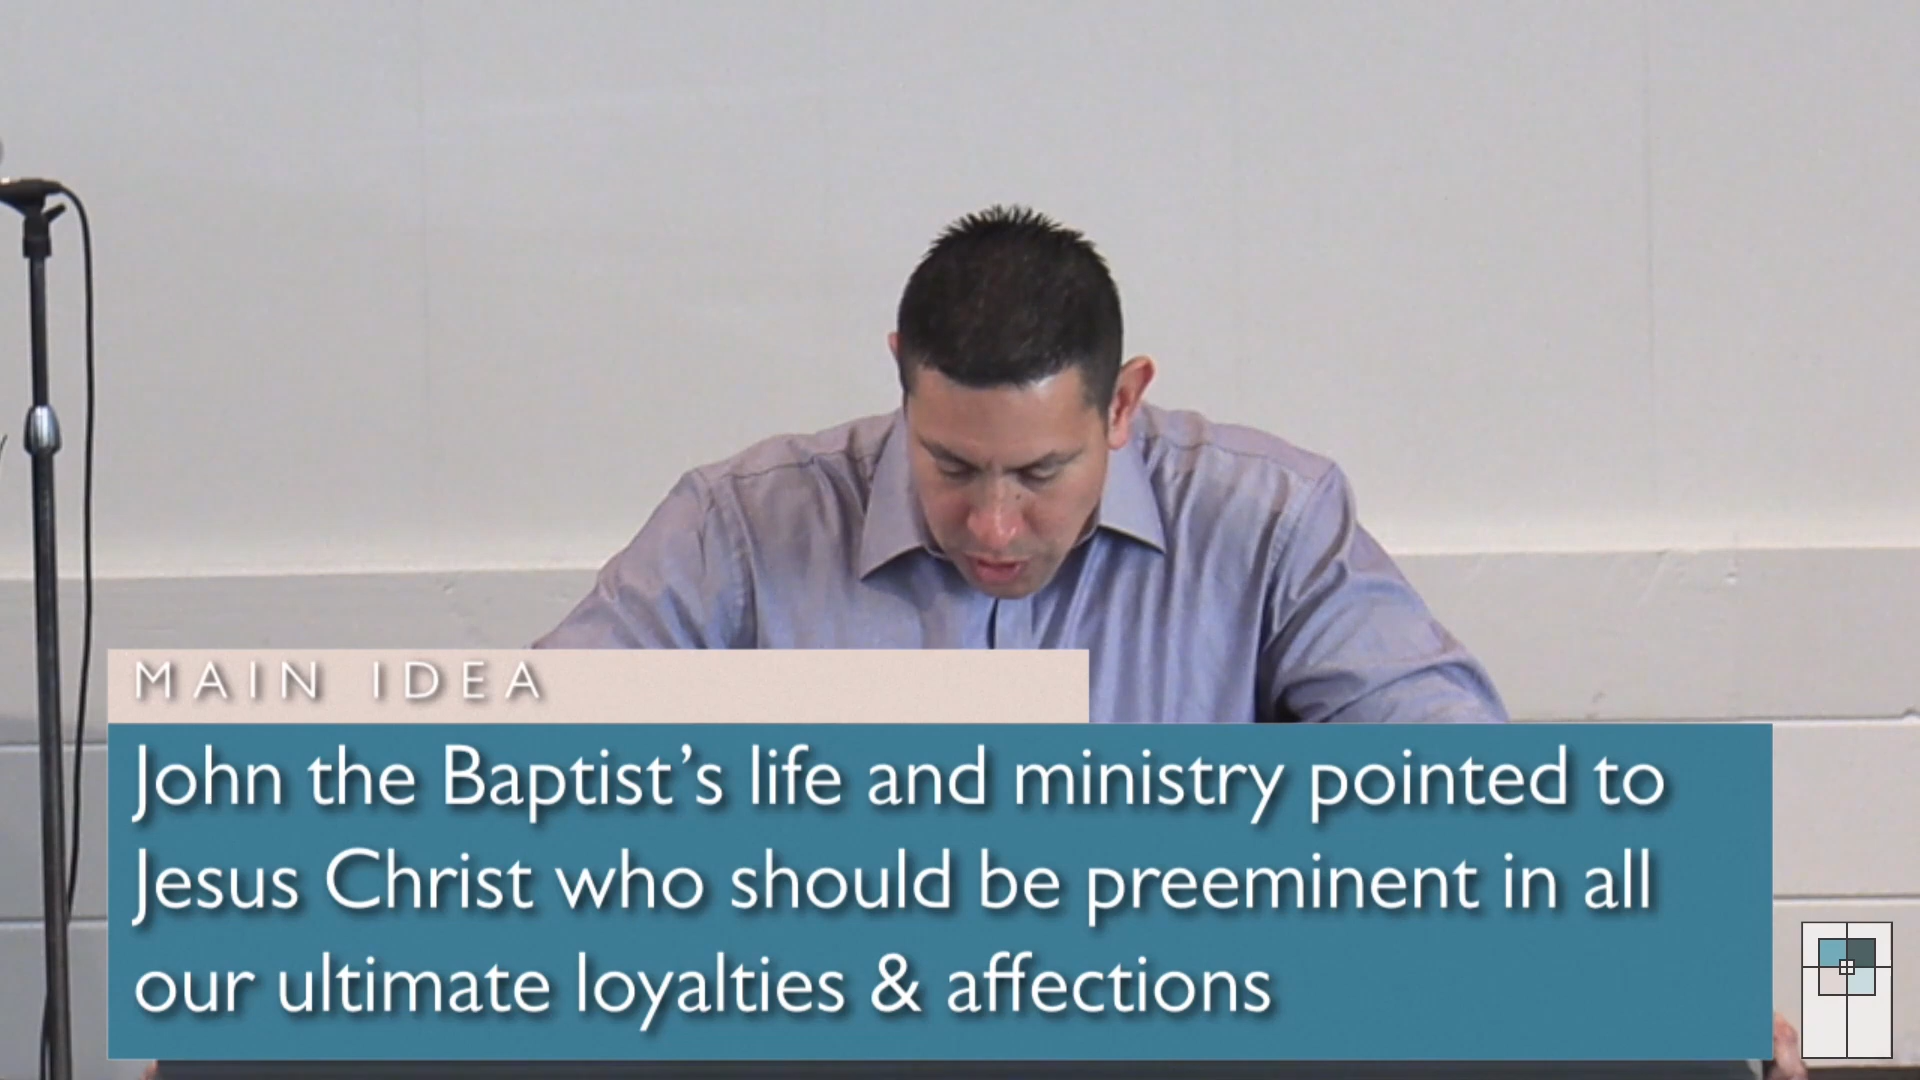 MAIN IDEA
John the Baptist’s life and ministry pointed to
Jesus Christ who should be preeminent in all
our ultimate loyalties & affections